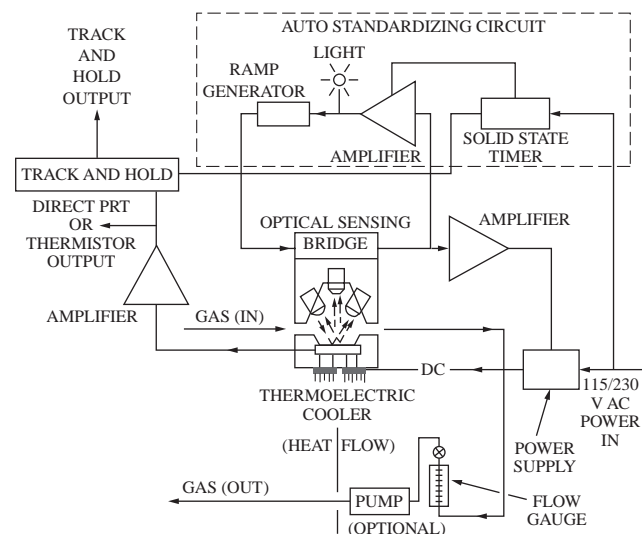 AUTO STANDARDIZING CIRCUIT
TRACK
AND
HOLD
OUTPUT
LIGHT
RAMP
GENERATOR
AMPLIFIER
SOLID STATE
TIMER
TRACK AND HOLD
DIRECT PRT
OR
THERMISTOR
OUTPUT
OPTICAL SENSING
BRIDGE
AMPLIFIER
AMPLIFIER
GAS (IN)
DC
THERMOELECTRIC
COOLER
115/230
V AC
POWER
IN
POWER
SUPPLY
(HEAT FLOW)
GAS (OUT)
PUMP
(OPTIONAL)
FLOW
GAUGE